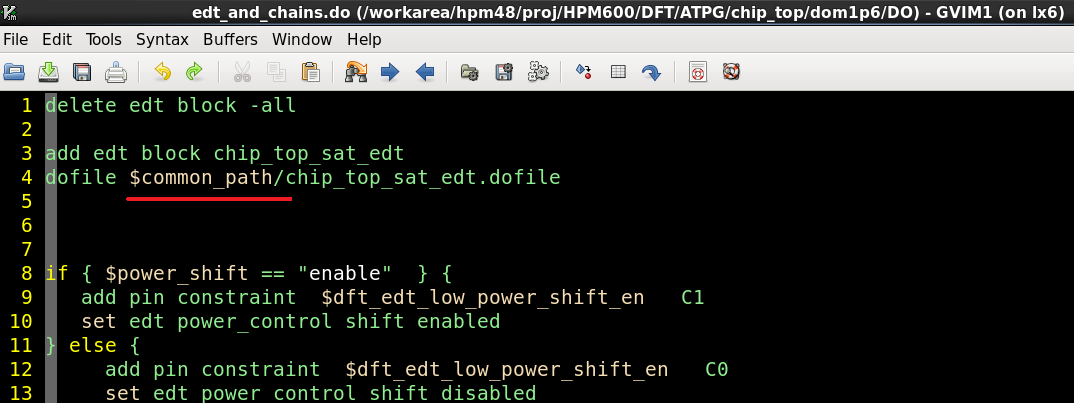 edt_and_chains.do (/workarea/hpm48/proj/HPM600/DFT/ATPG/chip_top/dom1p6/DO) - GVIM1 (on lx6)
File Edit Tools Syntax Buffers Window Help
1 delete edt block -all
2
3 add edt block chip_top_sat_edt
4 dofile $common_path/chip_top_sat_edt.dofile
5
6
7
8 if { $power_shift == "enable" } {
9 add pin constraint $dft_edt_low_power_shift_en C1
10 set edt power_control shift enabled
11 } else {
12 add pin constraint $dft_edt_low_power_shift_en C0
13 set edt power_control shift disabled